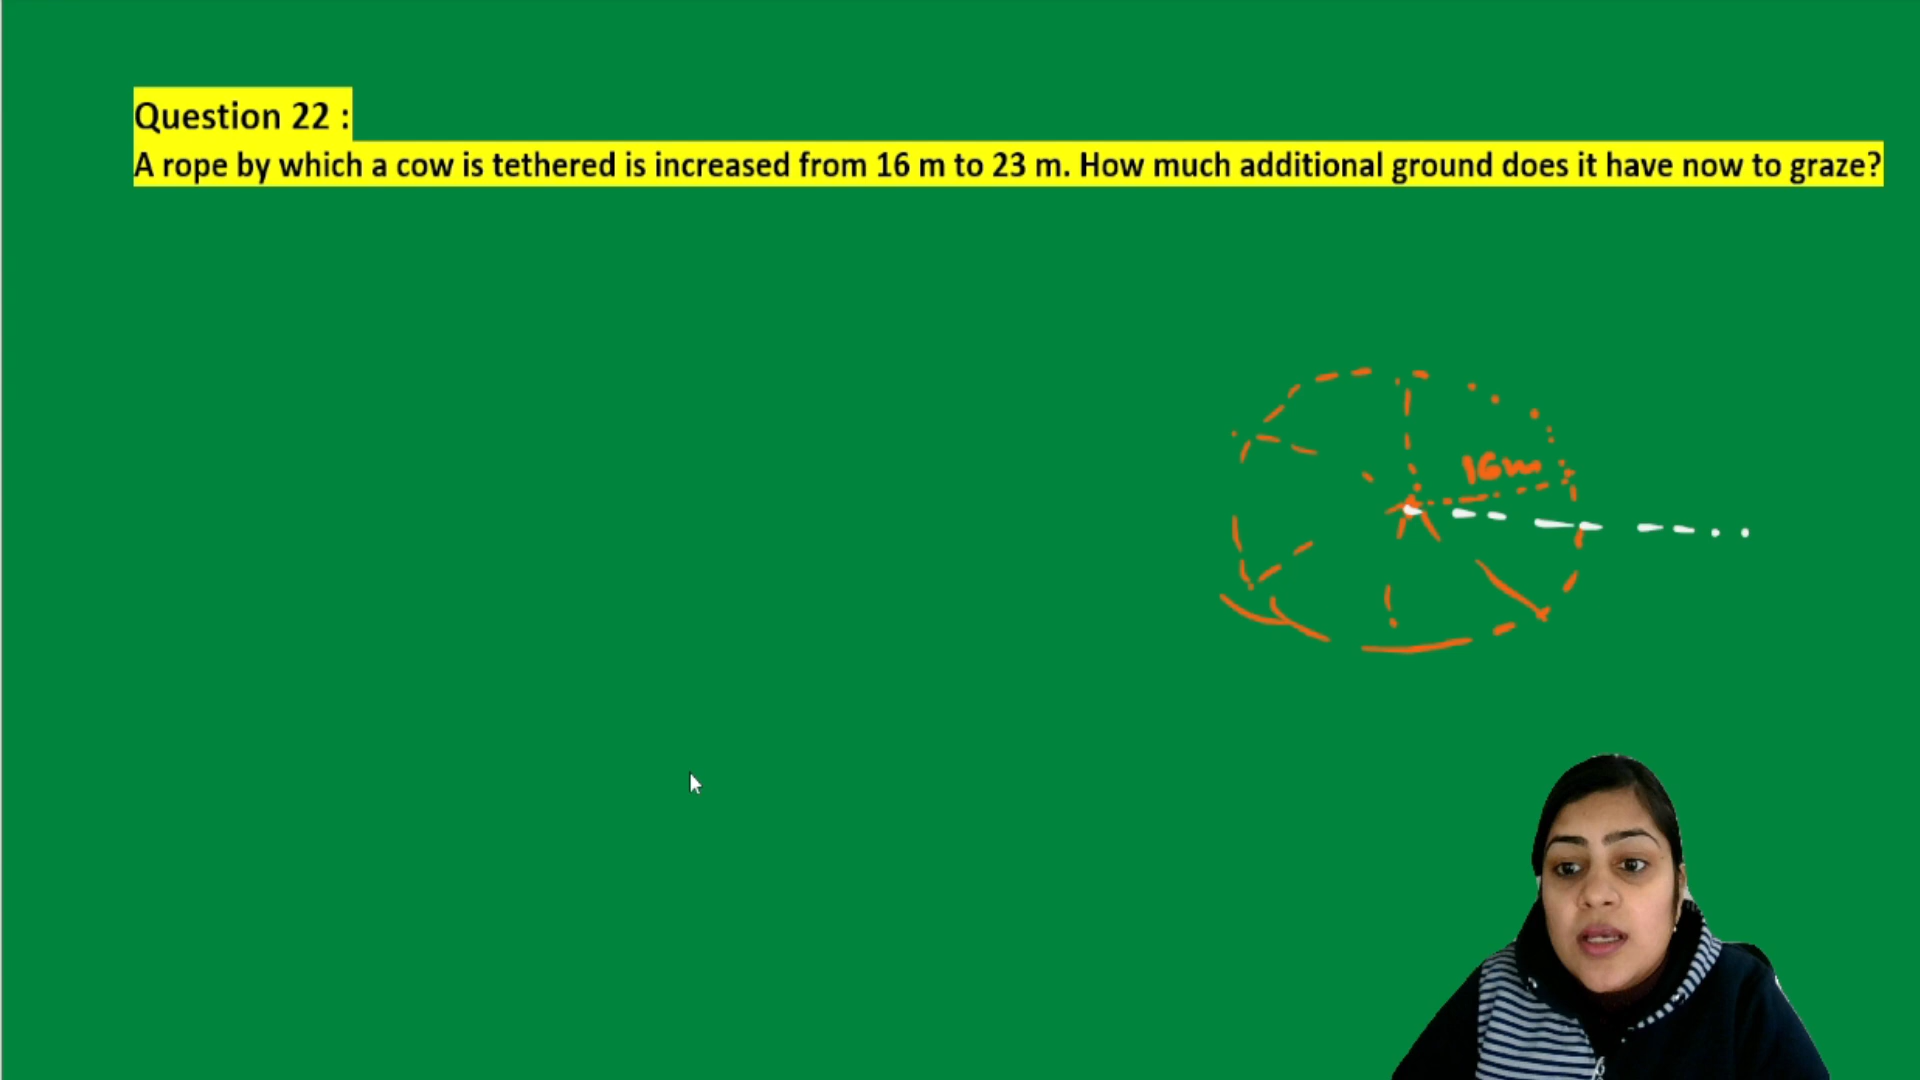 Question 22 :
A rope by which a cow is tethered is increased from 16 m to 23 m. How much additional ground does it have now to graze?
16m